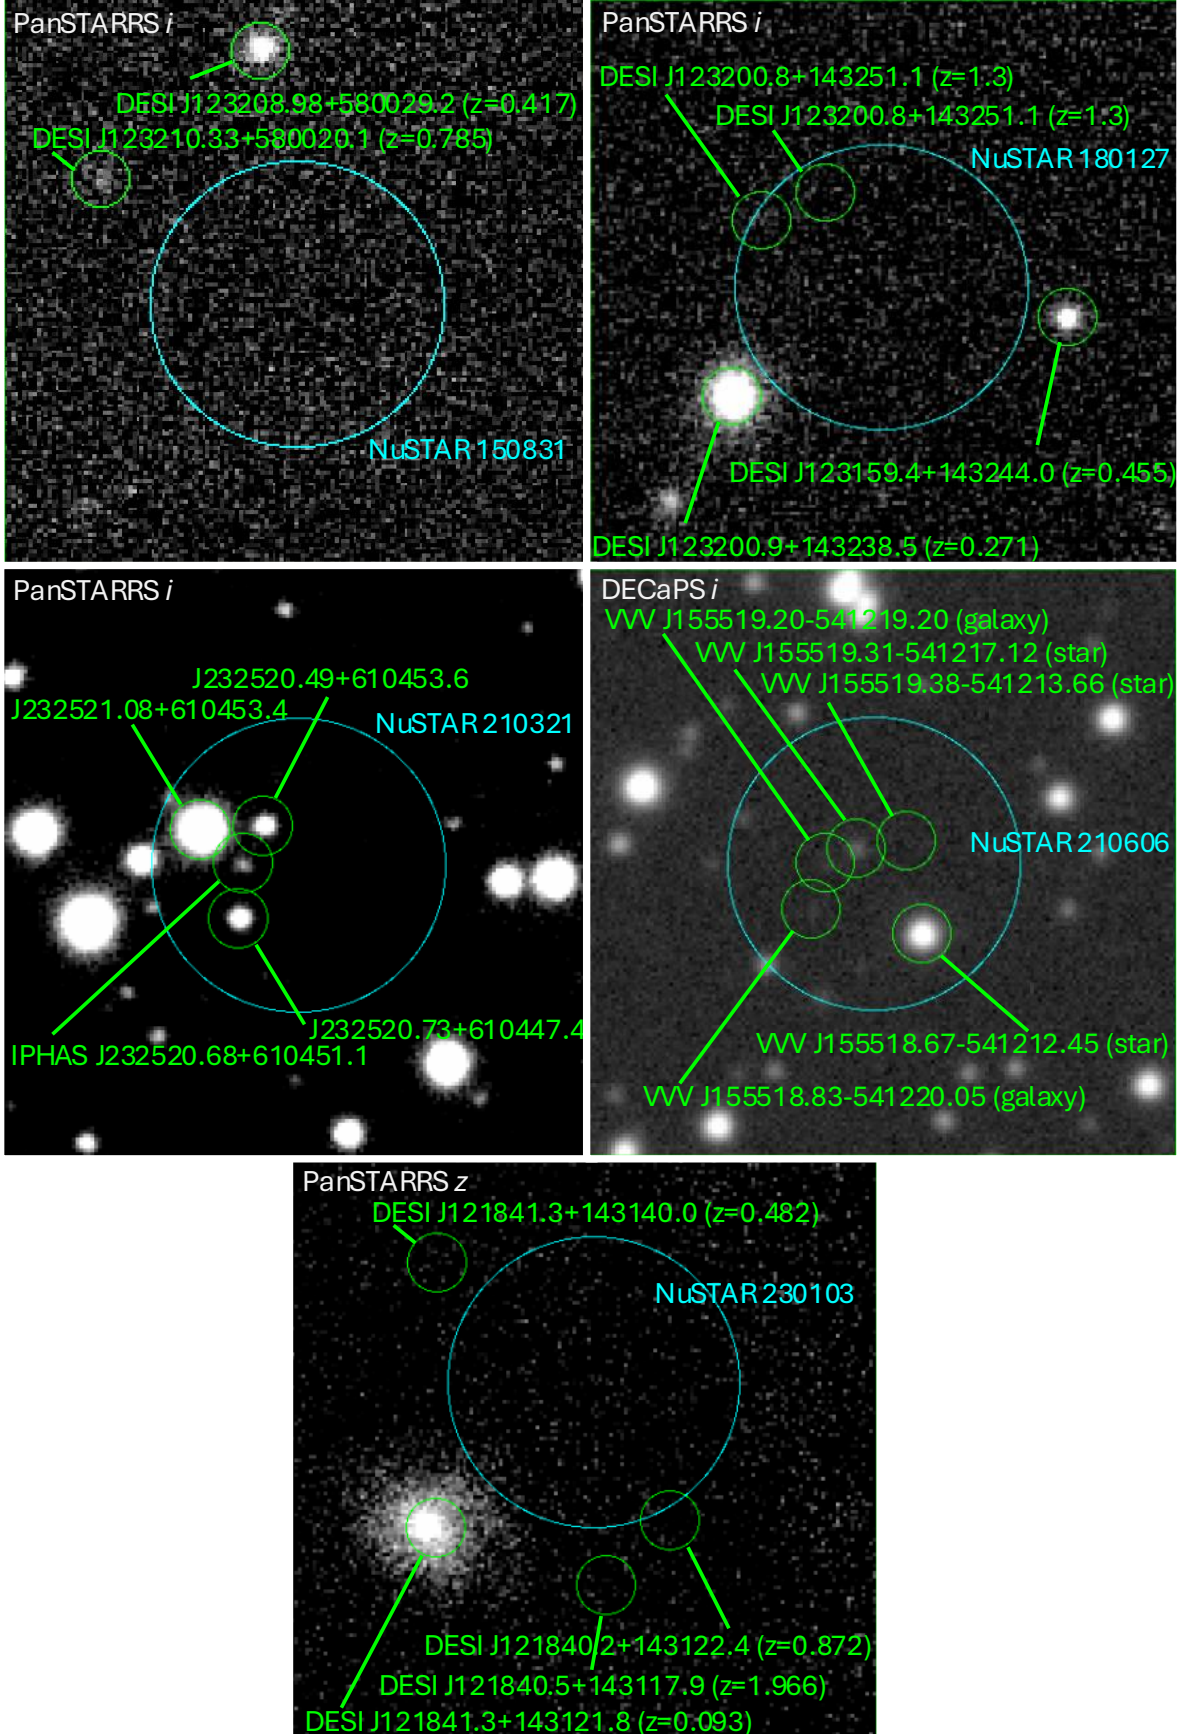 PanSTARRS i
DESI J123208.98+580029.2 (z=0.417)
DESI J123210.33+580020.1 (z=0.785)
NuSTAR 150831
PanSTARRS i
DESI J123200.8+143251.1 (z=1.3)
DESI J123200.8+143251.1 (z=1.3)
NuSTAR 180127
DESI J123159.4+143244.0 (z=0.455)
DESI J123200.9+143238.5 (z=0.271)
PanSTARRS i
J232520.49+610453.6
J232521.08+610453.4
NuSTAR 210321
J232520.73+610447.4
IPHAS J232520.68+610451.1
DECaPS i
VVV J155519.20-541219.20 (galaxy)
VVV J155519.31-541217.12 (star)
VVV J155519.38-541213.66 (star)
NuSTAR 210606
VVV J155518.67-541212.45 (star)
VVV J155518.83-541220.05 (galaxy)
PanSTARRS z
DESI J121841.3+143140.0 (z=0.482)
NuSTAR 230103
DESI J121840.2+143122.4 (z=0.872)
DESI J121840.5+143117.9 (z=1.966)
DESI J121841.3+143121.8 (z=0.093)